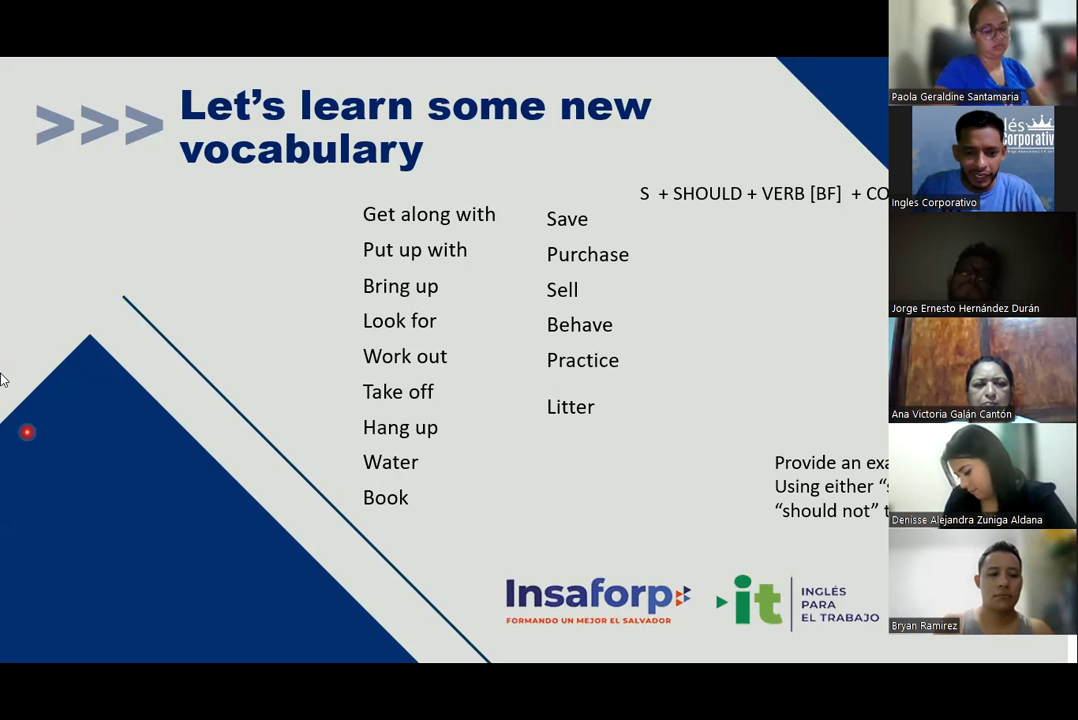 >>> Let's learn some new
vocabulary
S + SHOULD + VERB [BF] + CO
Get along with
Put up with
Bring up
Look for
Work out
Take off
Hang up
Water
Book
Save
Purchase
Sell
Behave
Practice
Litter
Provide an exa
Using either “s
“should not” t
Insaforp
FORMANDO UN MEJOR EL SALVADOR
it
INGLÉS
PARA
EL TRABAJO
Paola Geraldine Santamaria
lés
corporativ
Ingles Corporativo
Jorge Ernesto Hernández Durán
Ana Victoria Galán Cantón
Denisse Alejandra Zuniga Aldana
Bryan Ramirez